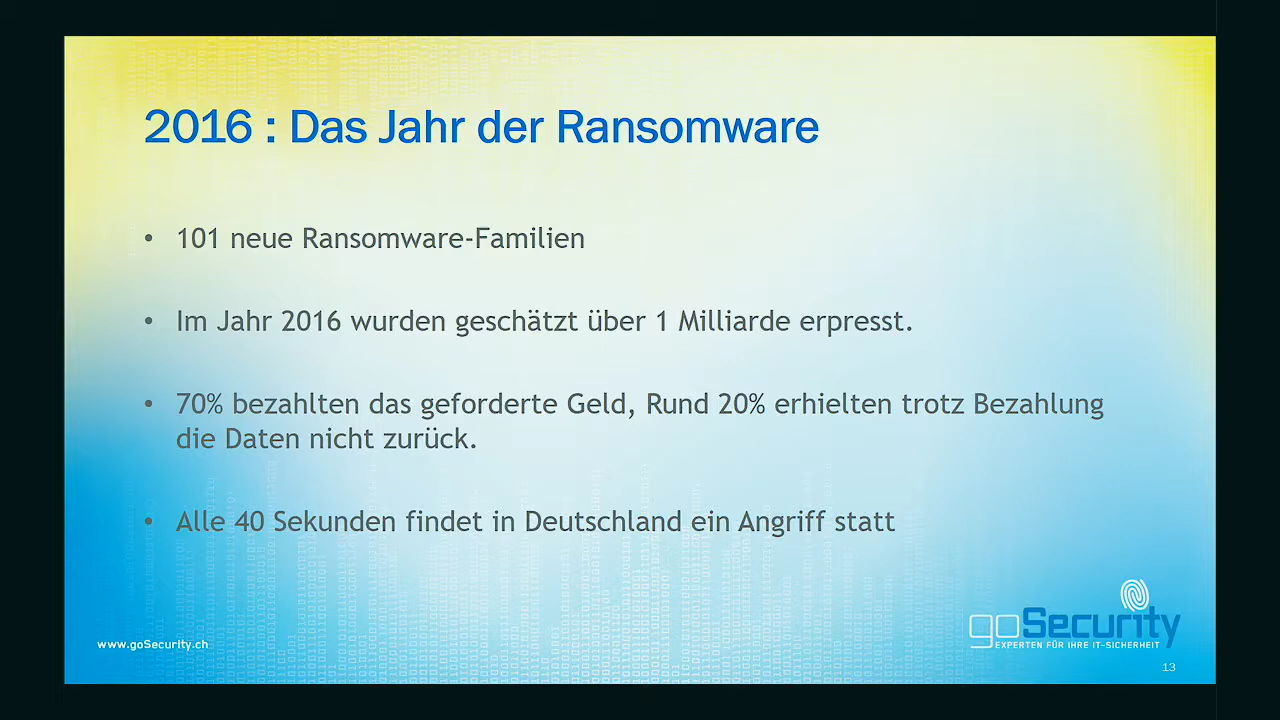 2016 : Das Jahr der Ransomware
• 101 neue Ransomware-Familien
• Im Jahr 2016 wurden geschätzt über 1 Milliarde erpresst.
• 70% bezahlten das geforderte Geld, Rund 20% erhielten trotz Bezahlung
die Daten nicht zurück.
• Alle 40 Sekunden findet in Deutschland ein Angriff statt
www.goSecurity.ch
goSecurity
EXPERTEN FÜR IHRE IT-SICHERHEIT
13